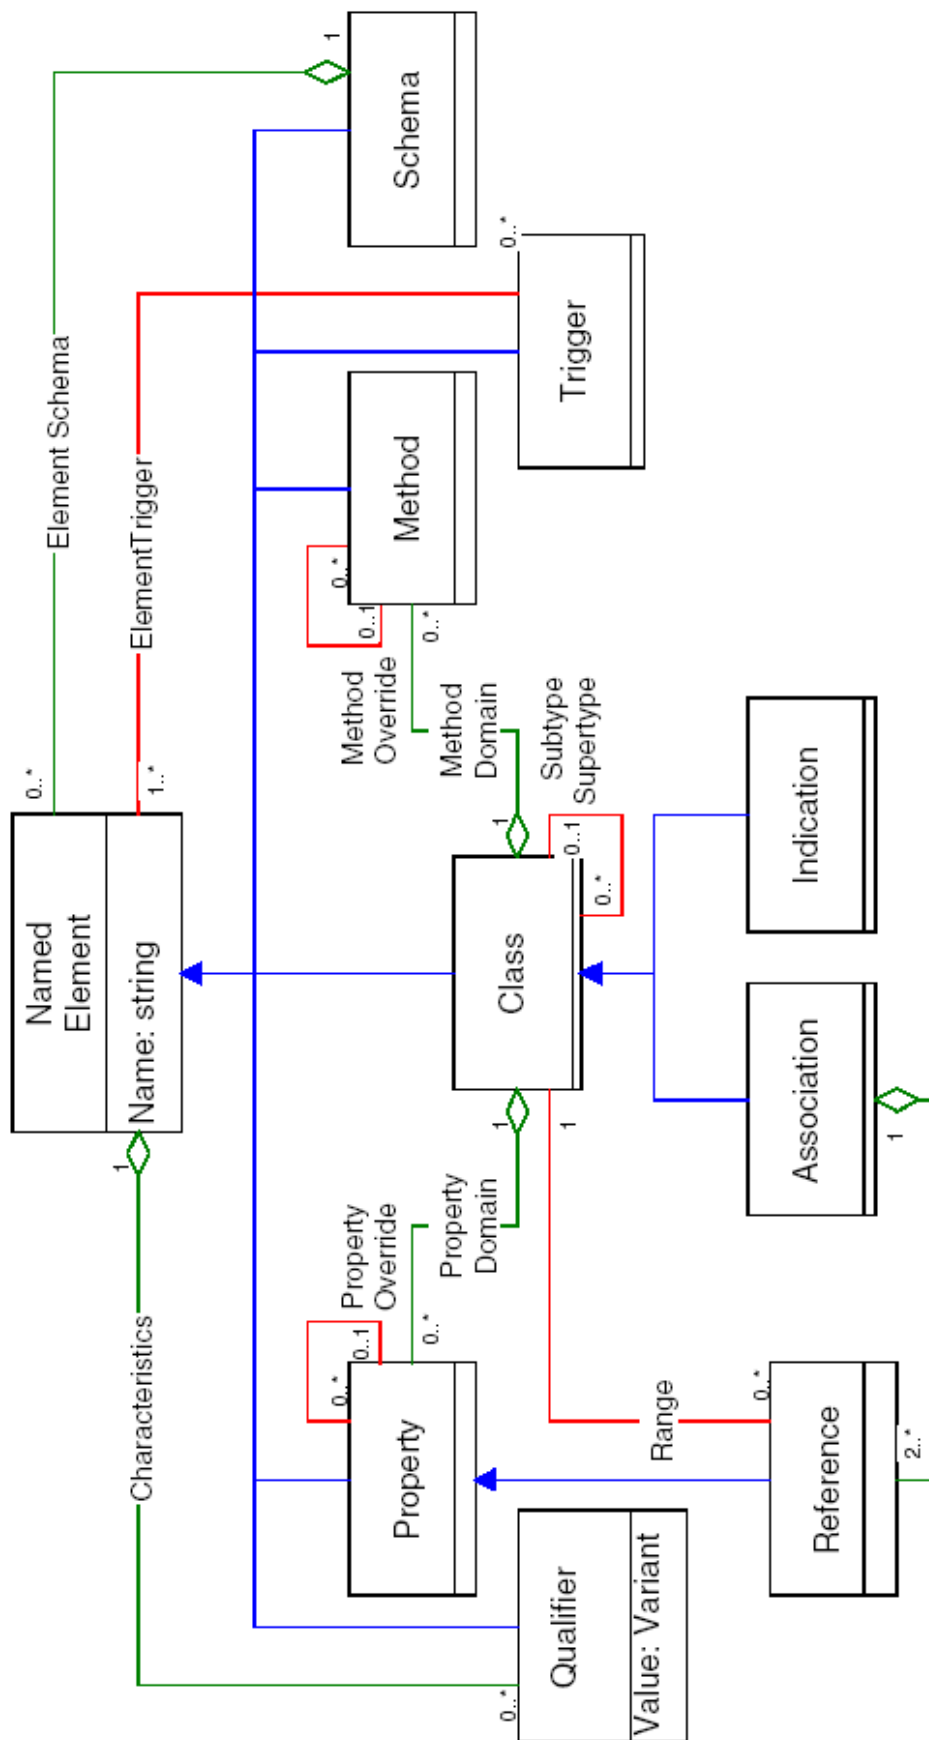 Named
Element
Name: string
0..*
1..*
1
Characteristics
ElementTrigger
Element Schema
Property
Override
Property
Domain
Method
Override
Method
Domain
0..*
0..1
0..*
Property
0..1
0..*
0..*
Method
1
Schema
0..*
Qualifier
Value: Variant
1
1
Class
0..1
0..*
1
Subtype
Supertype
0..*
Trigger
Range
0..*
Reference
2..*
Association
1
Indication